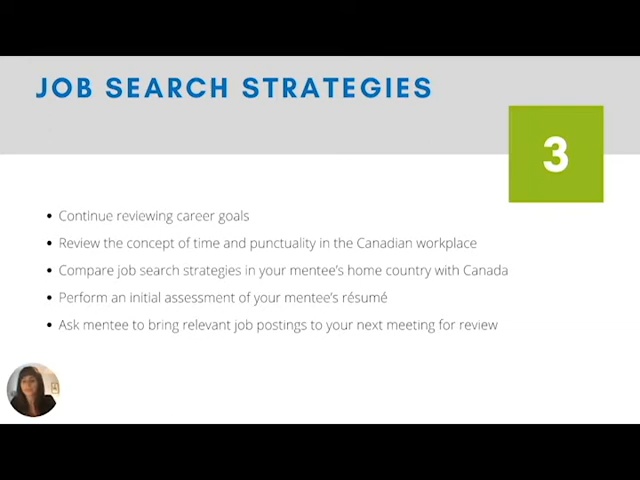 JOB SEARCH STRATEGIES
3
• Continue reviewing career goals
• Review the concept of time and punctuality in the Canadian workplace
• Compare job search strategies in your mentee's home country with Canada
• Perform an initial assessment of your mentee's résumé
• Ask mentee to bring relevant job postings to your next meeting for review